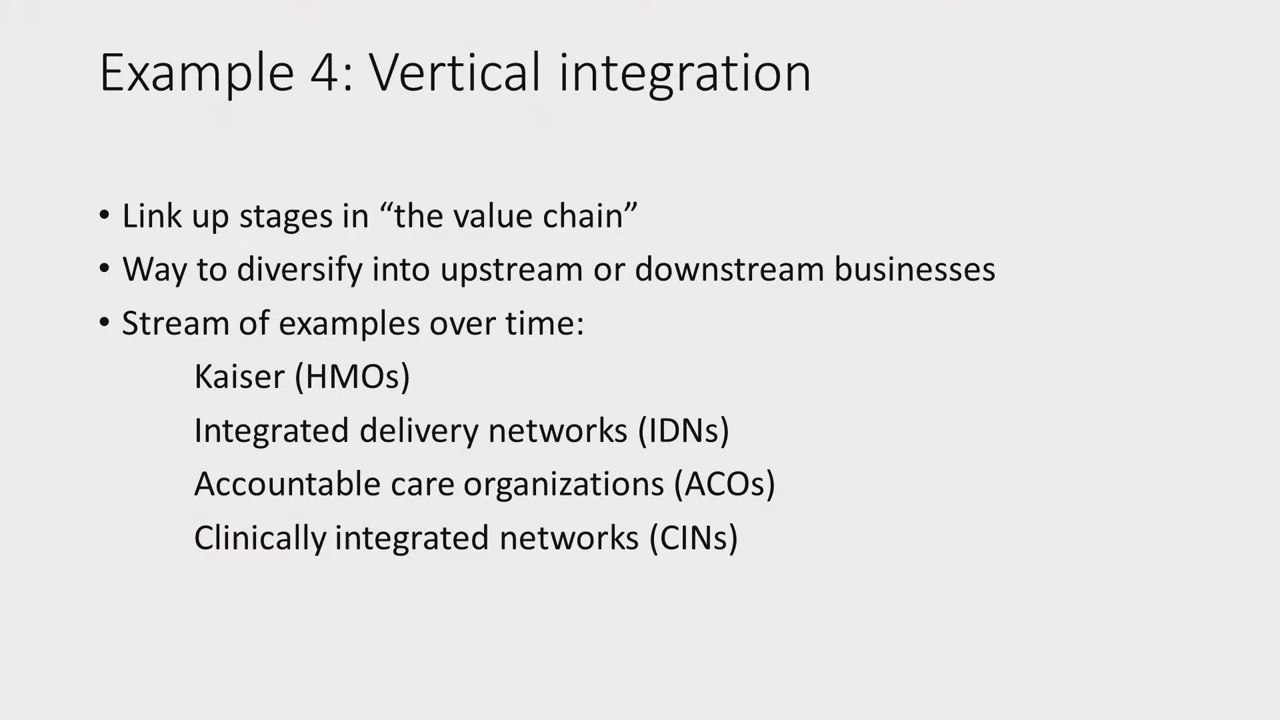 Example 4: Vertical integration
• Link up stages in “the value chain”
• Way to diversify into upstream or downstream businesses
• Stream of examples over time:
Kaiser (HMOs)
Integrated delivery networks (IDNs)
Accountable care organizations (ACOs)
Clinically integrated networks (CINs)